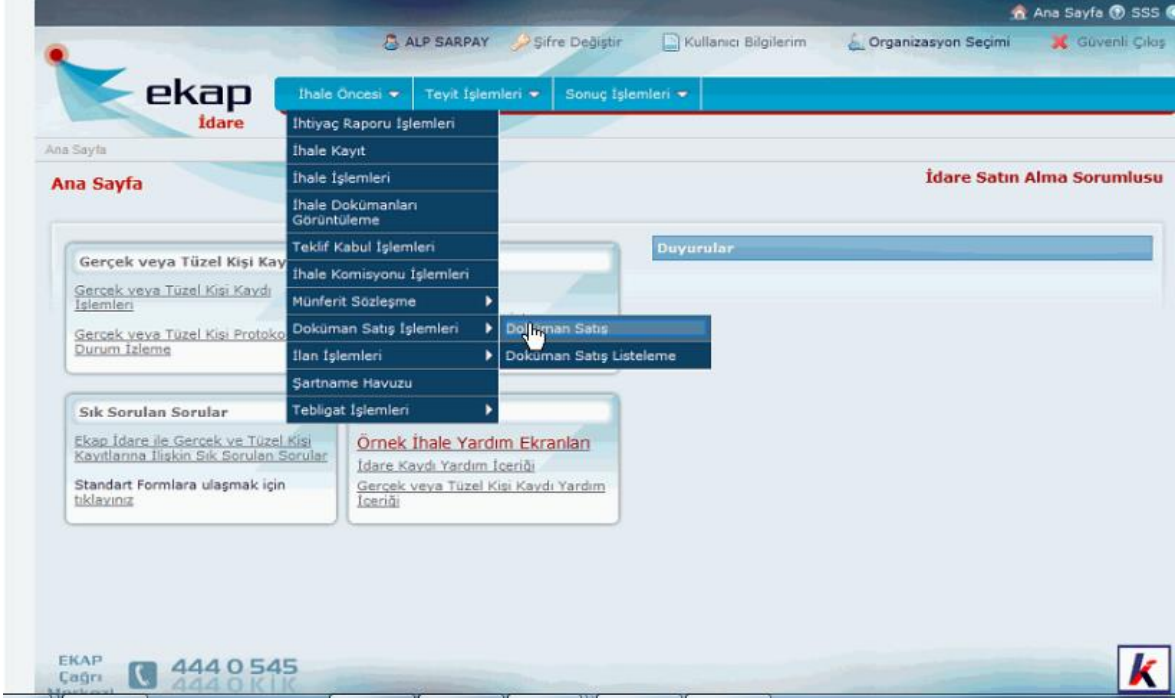 Ana Sayfa SSS
ALP SARPAY Şifre Değiştir Kullanıcı Bilgilerim Organizasyon Seçimi Güvenli Çıkış
ekap
İdare
İhale Öncesi Teyit İşlemleri Sonuç İşlemleri
İhtiyaç Raporu İşlemleri
İhale Kayıt
İhale İşlemleri
İhale Dokümanları
Görüntüleme
Teklif Kabul İşlemleri
İhale Komisyonu İşlemleri
Münferit Sözleşme
Doküman Satış İşlemleri
İlan İşlemleri
Şartname Havuzu
Tebligat İşlemleri
Doküman Satış
Doküman Satış Listeleme
Ana Sayfa
Ana Sayfa
İdare Satın Alma Sorumlusu
Gerçek veya Tüzel Kişi
Gerçek veya Tüzel Kişi Kaydı
İşlemleri
Gerçek veya Tüzel Kişi
Durum İzleme
Duyurular
Sık Sorulan Sorular
Ekap İdare ile Gerçek ve Tüzel Kişi
Kayıtlarına İlişkin Sık Sorulan Sorular
Standart Formlara ulaşmak için
tıklayınız
Örnek İhale Yardım Ekranları
İdare Kaydı Yardım İçeriği
Gerçek veya Tüzel Kişi Kaydı Yardım
İçeriği
EKAP
Çağrı
Merkezi
444 0 545
444 0 KİK
k